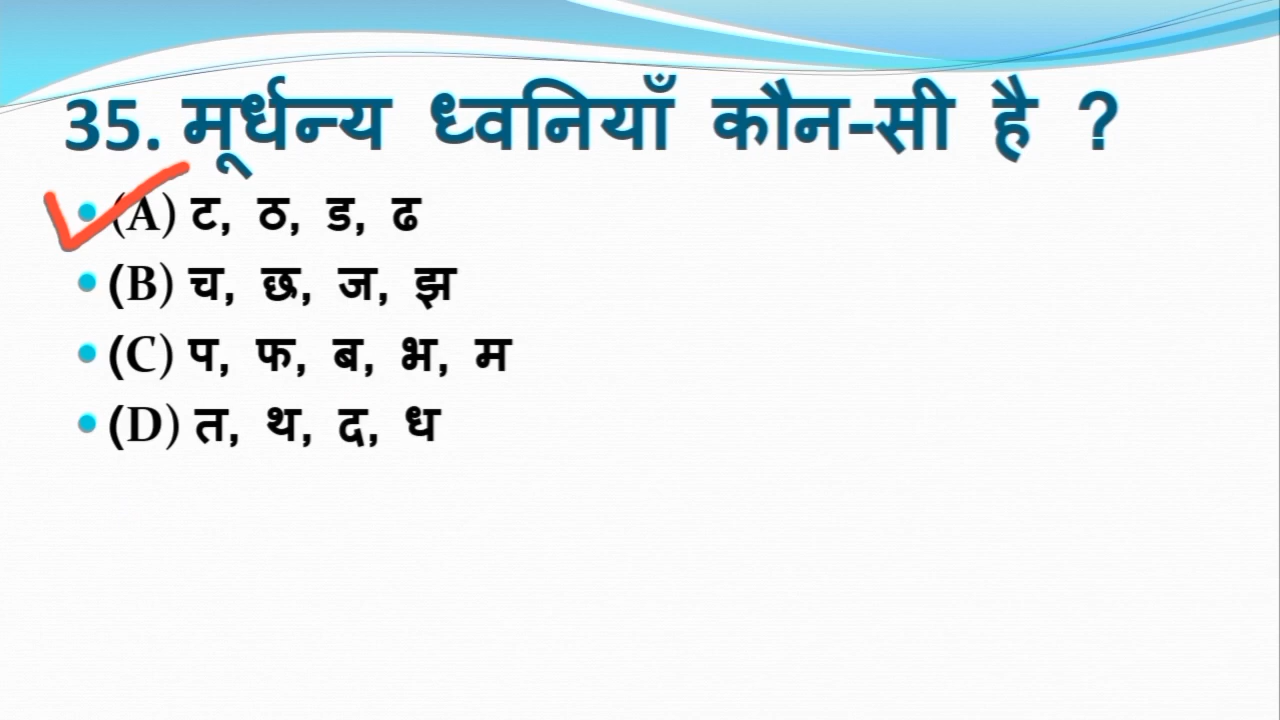 35. मूर्धन्य ध्वनियाँ कौन-सी है ?
(A) ट, ठ, ड, ढ
(B) च, छ, ज, झ
(C) प, फ, ब, भ, म
(D) त, थ, द, ध